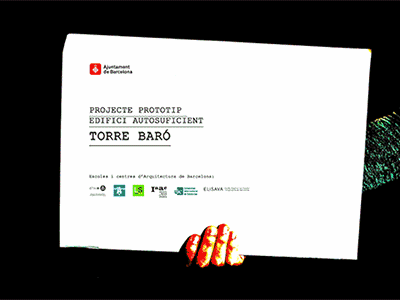 Ajuntament
de Barcelona
PROJECTE PROTOTIP
EDIFICI AUTOSUFICIENT
TORRE BARÓ
Escoles i centres d'Arquitectura de Barcelona:
ELISAVA